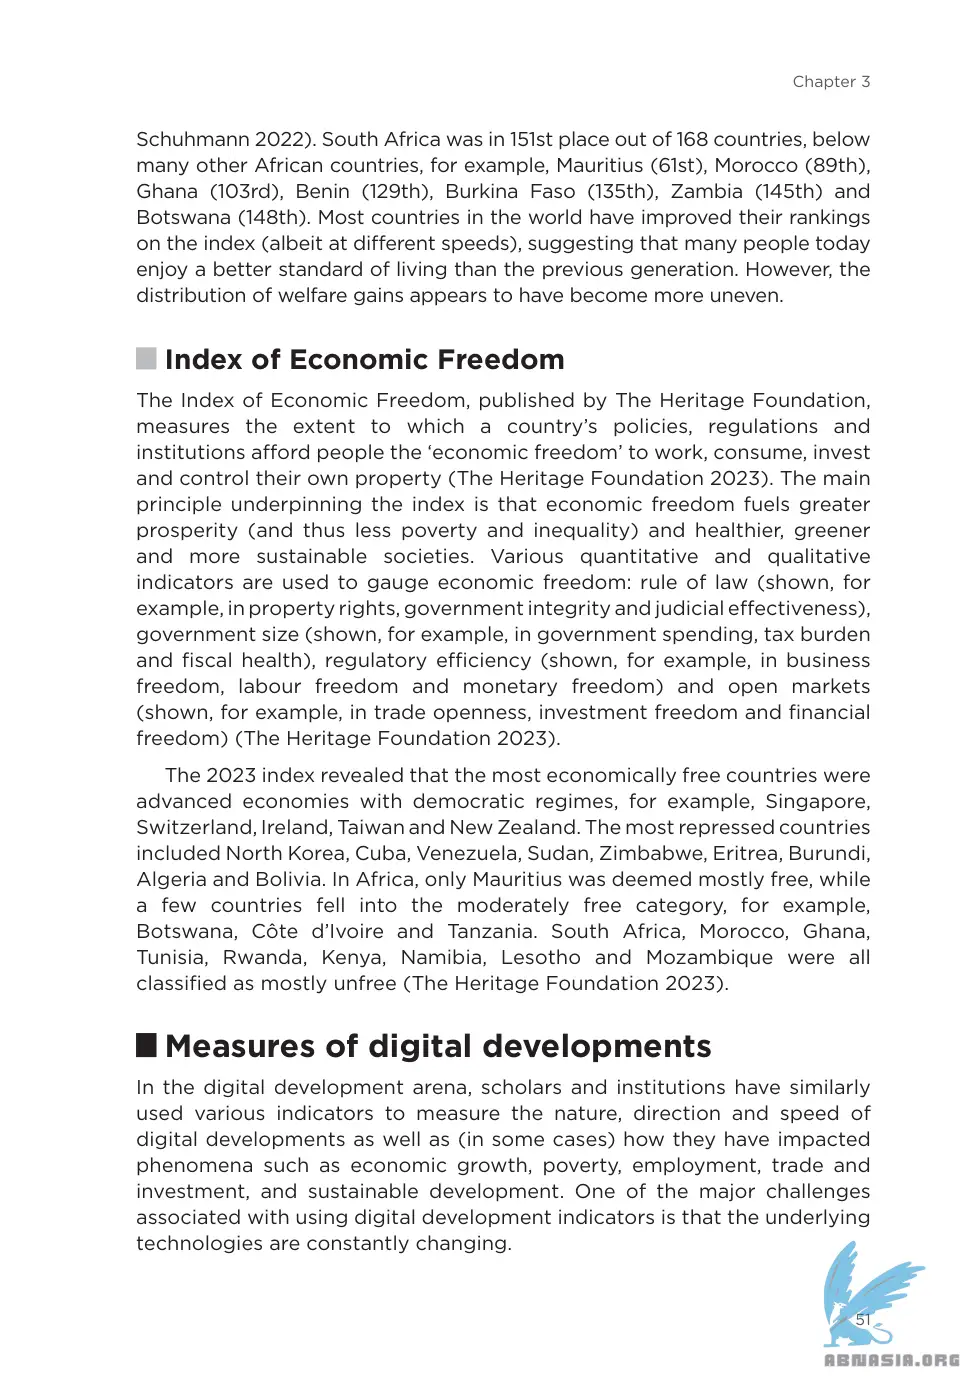 Chapter 3
Schuhmann 2022). South Africa was in 151st place out of 168 countries, below
many other African countries, for example, Mauritius (61st), Morocco (89th),
Ghana (103rd), Benin (129th), Burkina Faso (135th), Zambia (145th) and
Botswana (148th). Most countries in the world have improved their rankings
on the index (albeit at different speeds), suggesting that many people today
enjoy a better standard of living than the previous generation. However, the
distribution of welfare gains appears to have become more uneven.
Index of Economic Freedom
The Index of Economic Freedom, published by The Heritage Foundation,
measures the extent to which a country’s policies, regulations and
institutions afford people the ‘economic freedom’ to work, consume, invest
and control their own property (The Heritage Foundation 2023). The main
principle underpinning the index is that economic freedom fuels greater
prosperity (and thus less poverty and inequality) and healthier, greener
and more sustainable societies. Various quantitative and qualitative
indicators are used to gauge economic freedom: rule of law (shown, for
example, in property rights, government integrity and judicial effectiveness),
government size (shown, for example, in government spending, tax burden
and fiscal health), regulatory efficiency (shown, for example, in business
freedom, labour freedom and monetary freedom) and open markets
(shown, for example, in trade openness, investment freedom and financial
freedom) (The Heritage Foundation 2023).
The 2023 index revealed that the most economically free countries were
advanced economies with democratic regimes, for example, Singapore,
Switzerland, Ireland, Taiwan and New Zealand. The most repressed countries
included North Korea, Cuba, Venezuela, Sudan, Zimbabwe, Eritrea, Burundi,
Algeria and Bolivia. In Africa, only Mauritius was deemed mostly free, while
a few countries fell into the moderately free category, for example,
Botswana, Côte d’Ivoire and Tanzania. South Africa, Morocco, Ghana,
Tunisia, Rwanda, Kenya, Namibia, Lesotho and Mozambique were all
classified as mostly unfree (The Heritage Foundation 2023).
Measures of digital developments
In the digital development arena, scholars and institutions have similarly
used various indicators to measure the nature, direction and speed of
digital developments as well as (in some cases) how they have impacted
phenomena such as economic growth, poverty, employment, trade and
investment, and sustainable development. One of the major challenges
associated with using digital development indicators is that the underlying
technologies are constantly changing.
51
ABNASIA.ORG